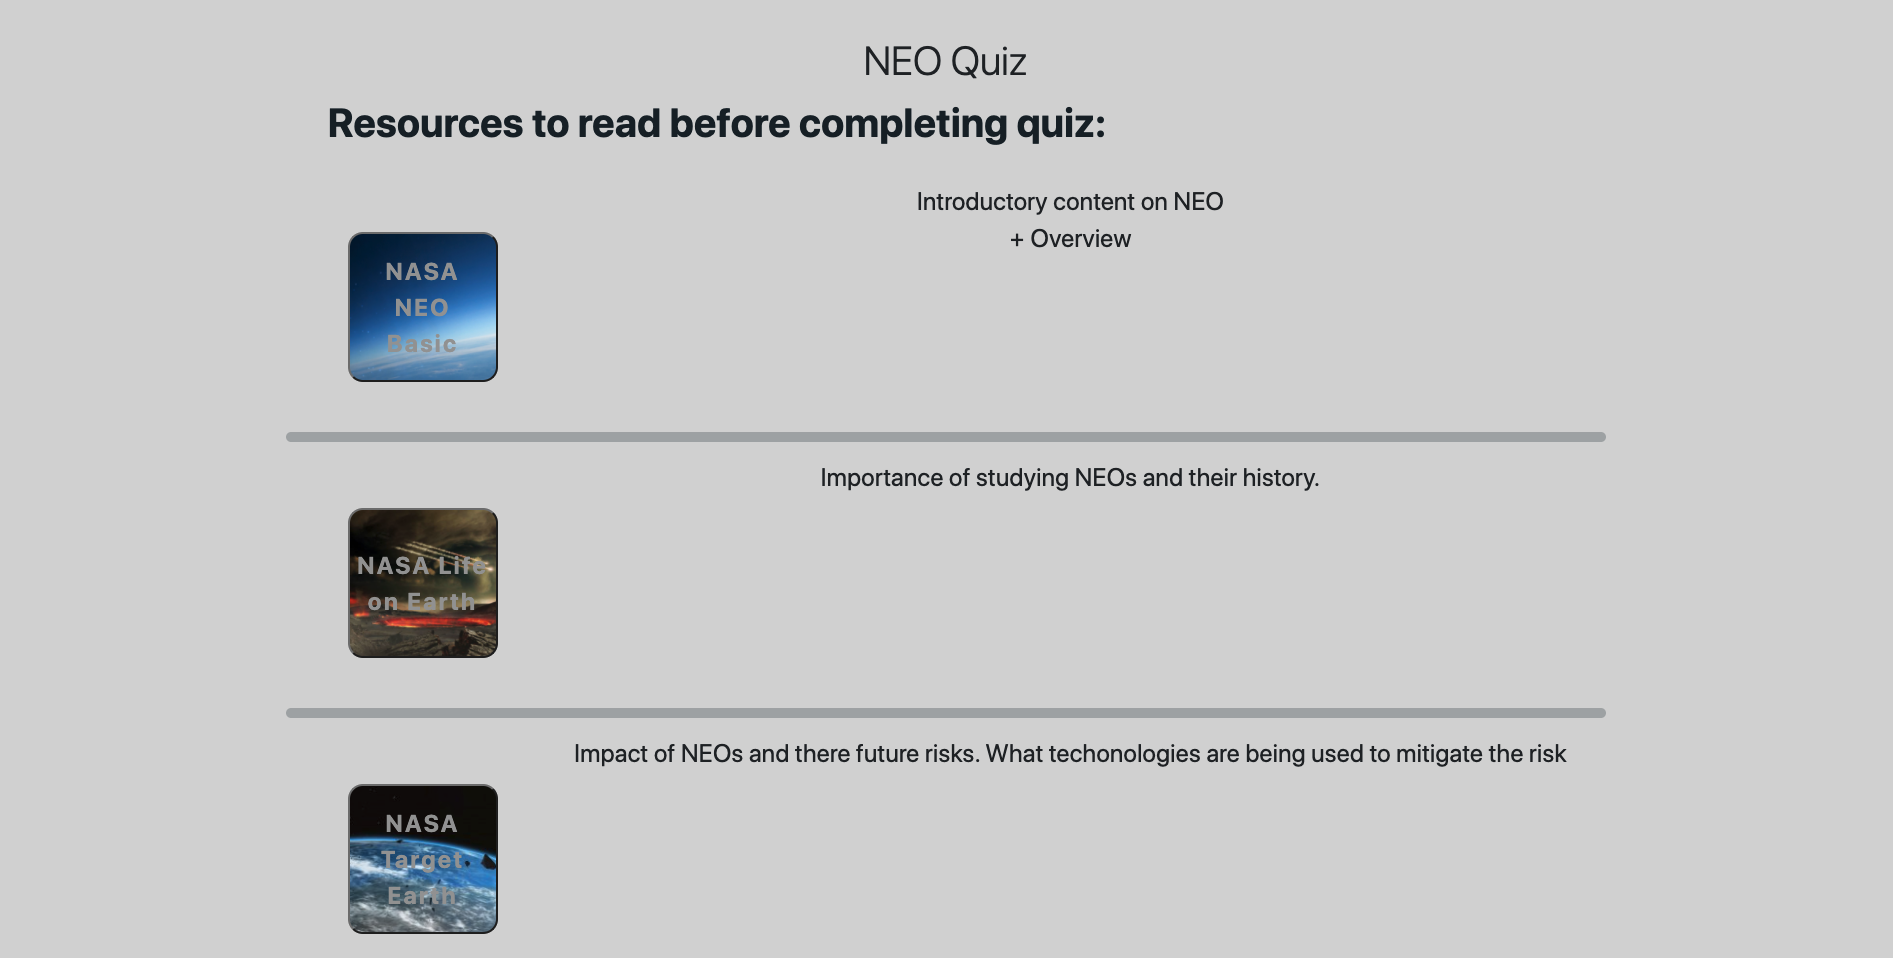 NEO Quiz
Resources to read before completing quiz:
Introductory content on NEO
+ Overview
NASA
NEO
Basic
Importance of studying NEOs and their history.
NASA Life
on Earth
Impact of NEOs and there future risks. What techonologies are being used to mitigate the risk
NASA
Target
Earth